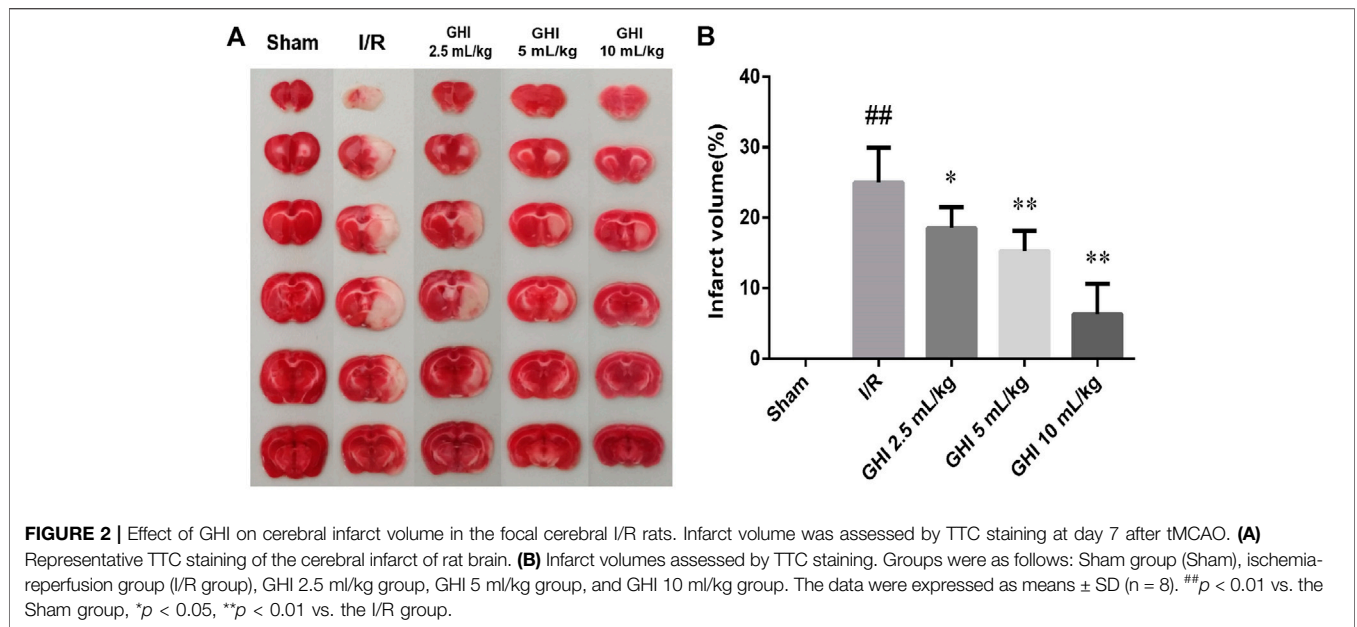 A
Sham
I/R
GHI
2.5 mL/kg
GHI
5 mL/kg
GHI
10 mL/kg
B
Infarct volume(%)
40
30
20
10
0
##
*
**
**
Sham
I/R
GHI 2.5 mL/kg
GHI 5 mL/kg
GHI 10 mL/kg
FIGURE 2 | Effect of GHI on cerebral infarct volume in the focal cerebral I/R rats. Infarct volume was assessed by TTC staining at day 7 after tMCAO. (A)
Representative TTC staining of the cerebral infarct of rat brain. (B) Infarct volumes assessed by TTC staining. Groups were as follows: Sham group (Sham), ischemia-
reperfusion group (I/R group), GHI 2.5 ml/kg group, GHI 5 ml/kg group, and GHI 10 ml/kg group. The data were expressed as means ± SD (n = 8). ##p < 0.01 vs. the
Sham group, *p < 0.05, **p < 0.01 vs. the I/R group.